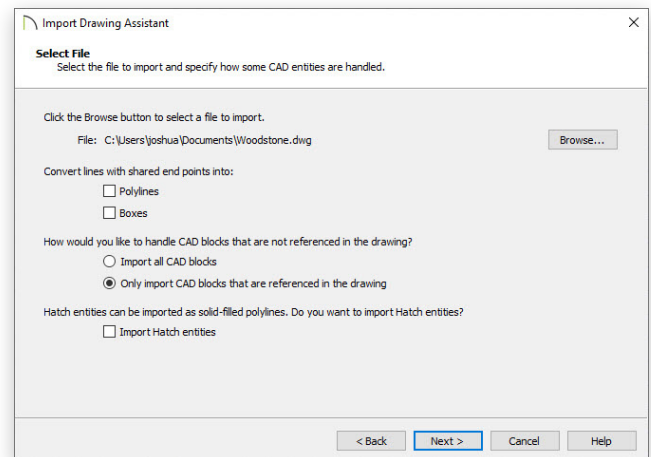 Import Drawing Assistant
Select File
Select the file to import and specify how some CAD entities are handled.
Click the Browse button to select a file to import.
File: C:\Users\joshua\Documents\Woodstone.dwg
Browse...
Convert lines with shared end points into:
Polylines
Boxes
How would you like to handle CAD blocks that are not referenced in the drawing?
Import all CAD blocks
Only import CAD blocks that are referenced in the drawing
Hatch entities can be imported as solid-filled polylines. Do you want to import Hatch entities?
Import Hatch entities
< Back Next > Cancel Help